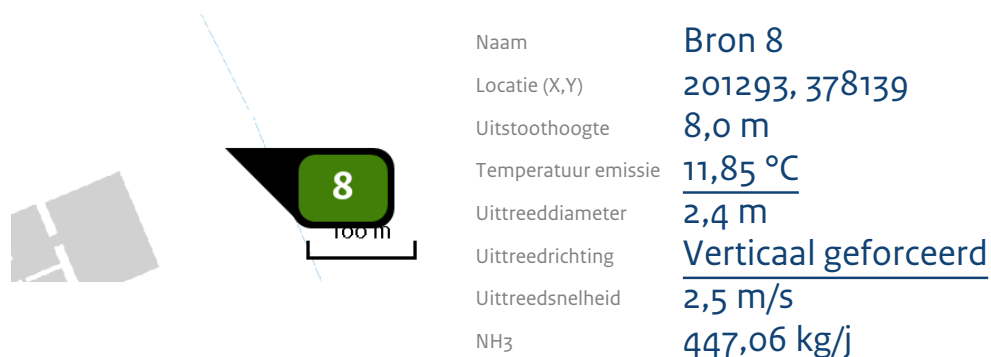 8
100 m
Naam Bron 8
Locatie (X,Y) 201293, 378139
Uitstoothoogte 8,0 m
Temperatuur emissie 11,85 °C
Uittreeddiameter 2,4 m
Uittreedrichting Verticaal geforceerd
Uittreedsnelheid 2,5 m/s
NH3 447,06 kg/j